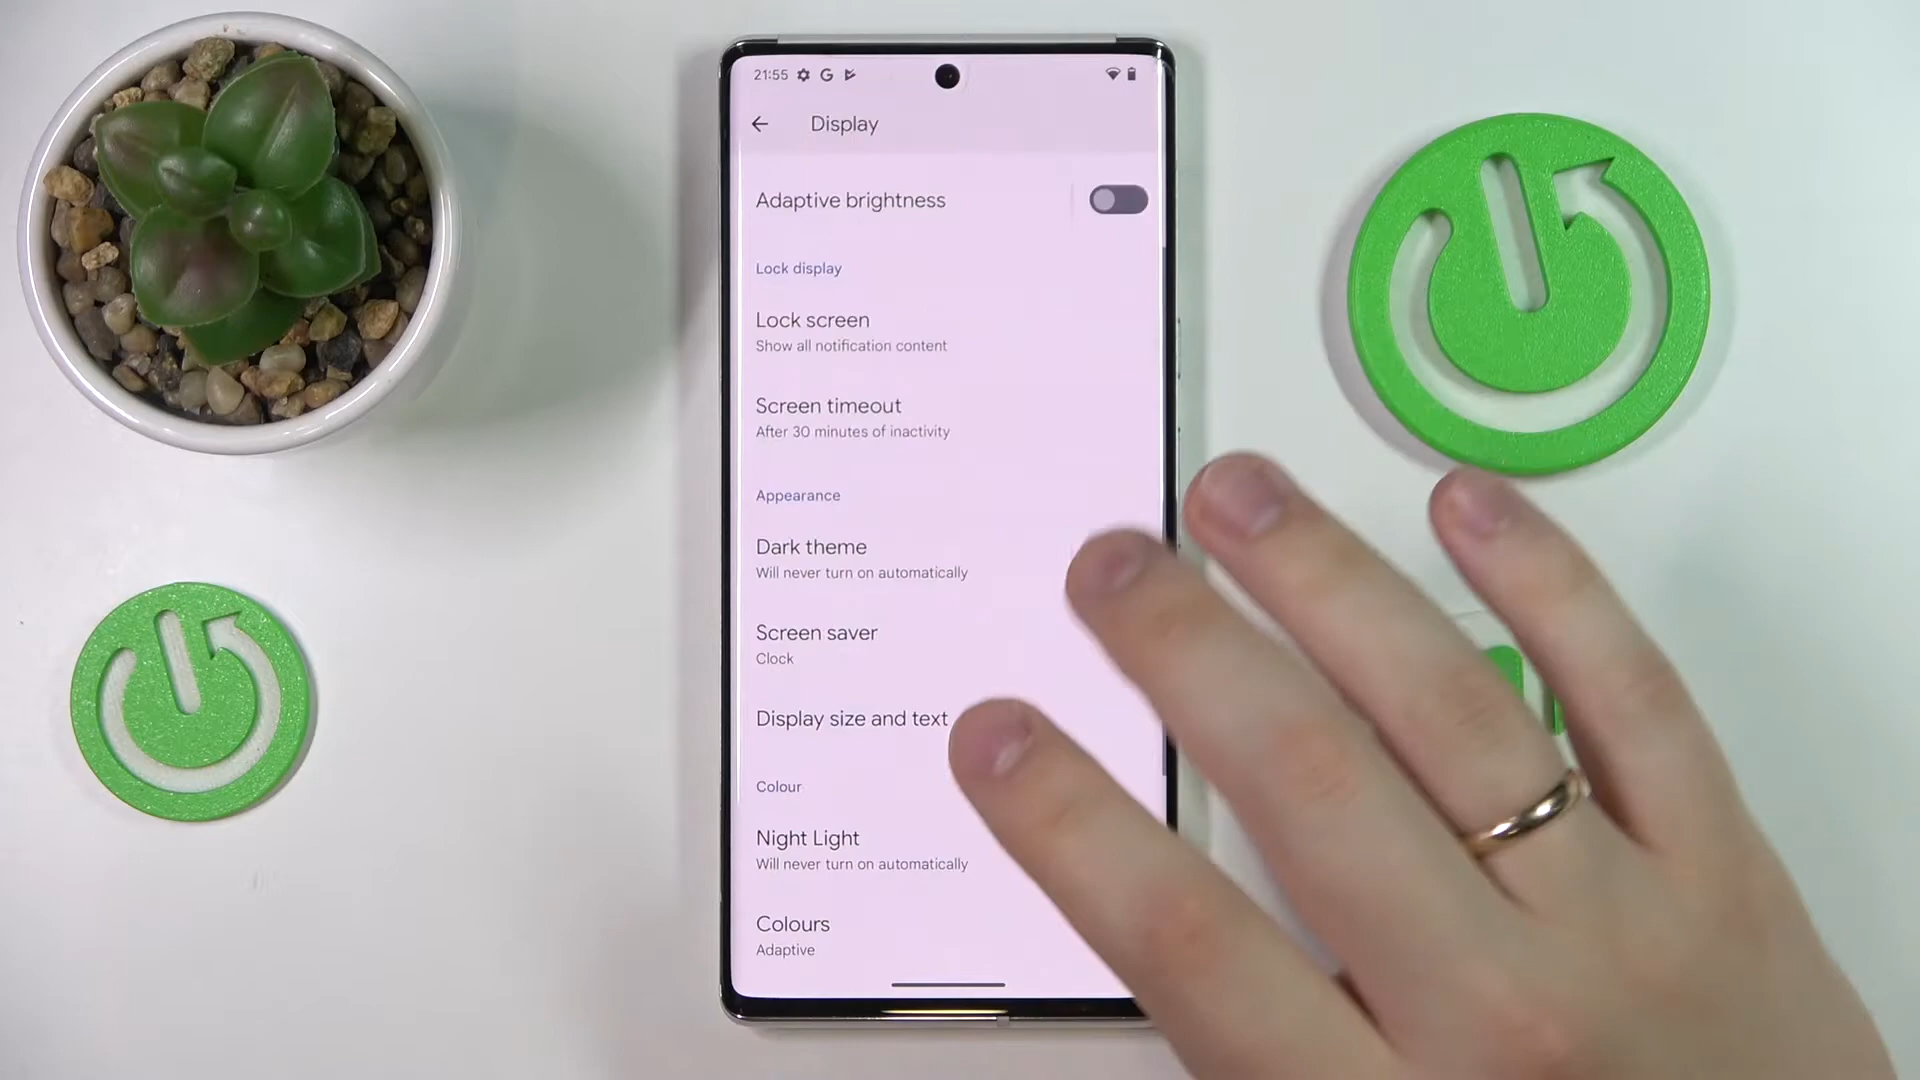 21:55
Display
Adaptive brightness
Lock display
Lock screen
Show all notification content
Screen timeout
After 30 minutes of inactivity
Appearance
Dark theme
Will never turn on automatically
Screen saver
Clock
Display size and text
Colour
Night Light
Will never turn on automatically
Colours
Adaptive